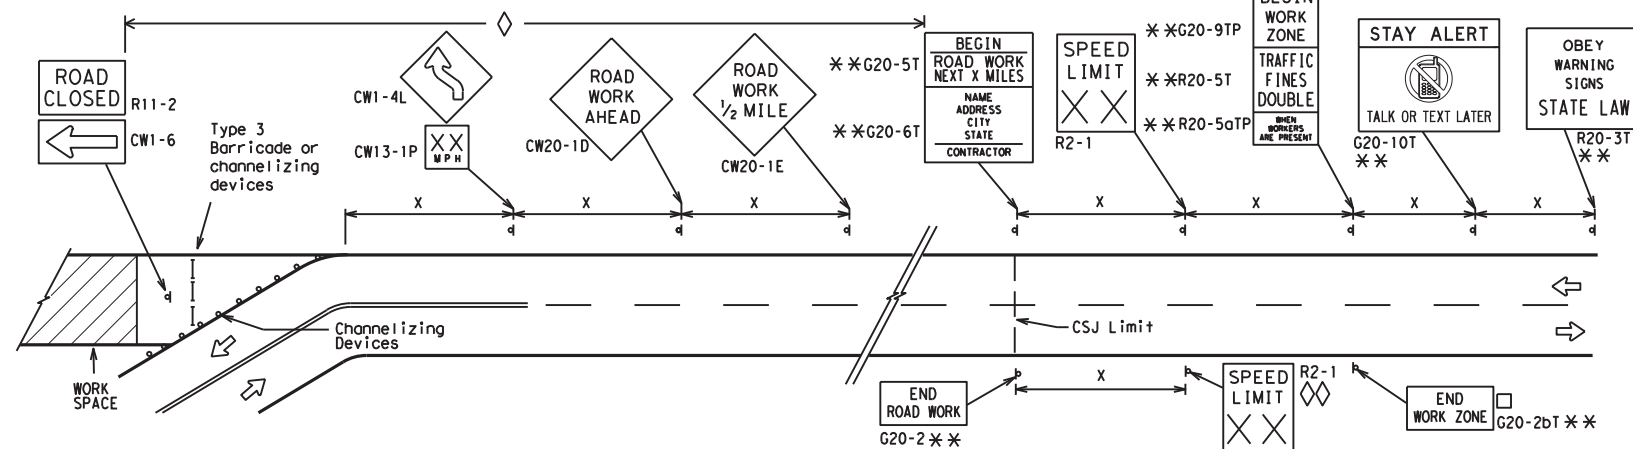 ROAD
CLOSED
R11-2
CW1-6
Type 3
Barricade or
channelizing
devices
CW1-4L
CW13-1P
X X
MPH
ROAD
WORK
AHEAD
CW20-1D
ROAD
WORK
1/2 MILE
CW20-1E
**G20-5T
**G20-6T
BEGIN
ROAD WORK
NEXT X MILES
NAME
ADDRESS
CITY
STATE
CONTRACTOR
SPEED
LIMIT
X X
R2-1
**G20-9TP
**R20-5T
**R20-5aTP
BEGIN
WORK
ZONE
TRAFFIC
FINES
DOUBLE
WHEN
WORKERS
ARE PRESENT
STAY ALERT
TALK OR TEXT LATER
G20-10T
**
OBEY
WARNING
SIGNS
STATE LAW
R20-3T
**
X
X
X
X
X
X
X
Channelizing
Devices
WORK
SPACE
CSJ Limit
END
ROAD WORK
G20-2**
X
SPEED
LIMIT
X X
R2-1
END
WORK ZONE
G20-2bT **